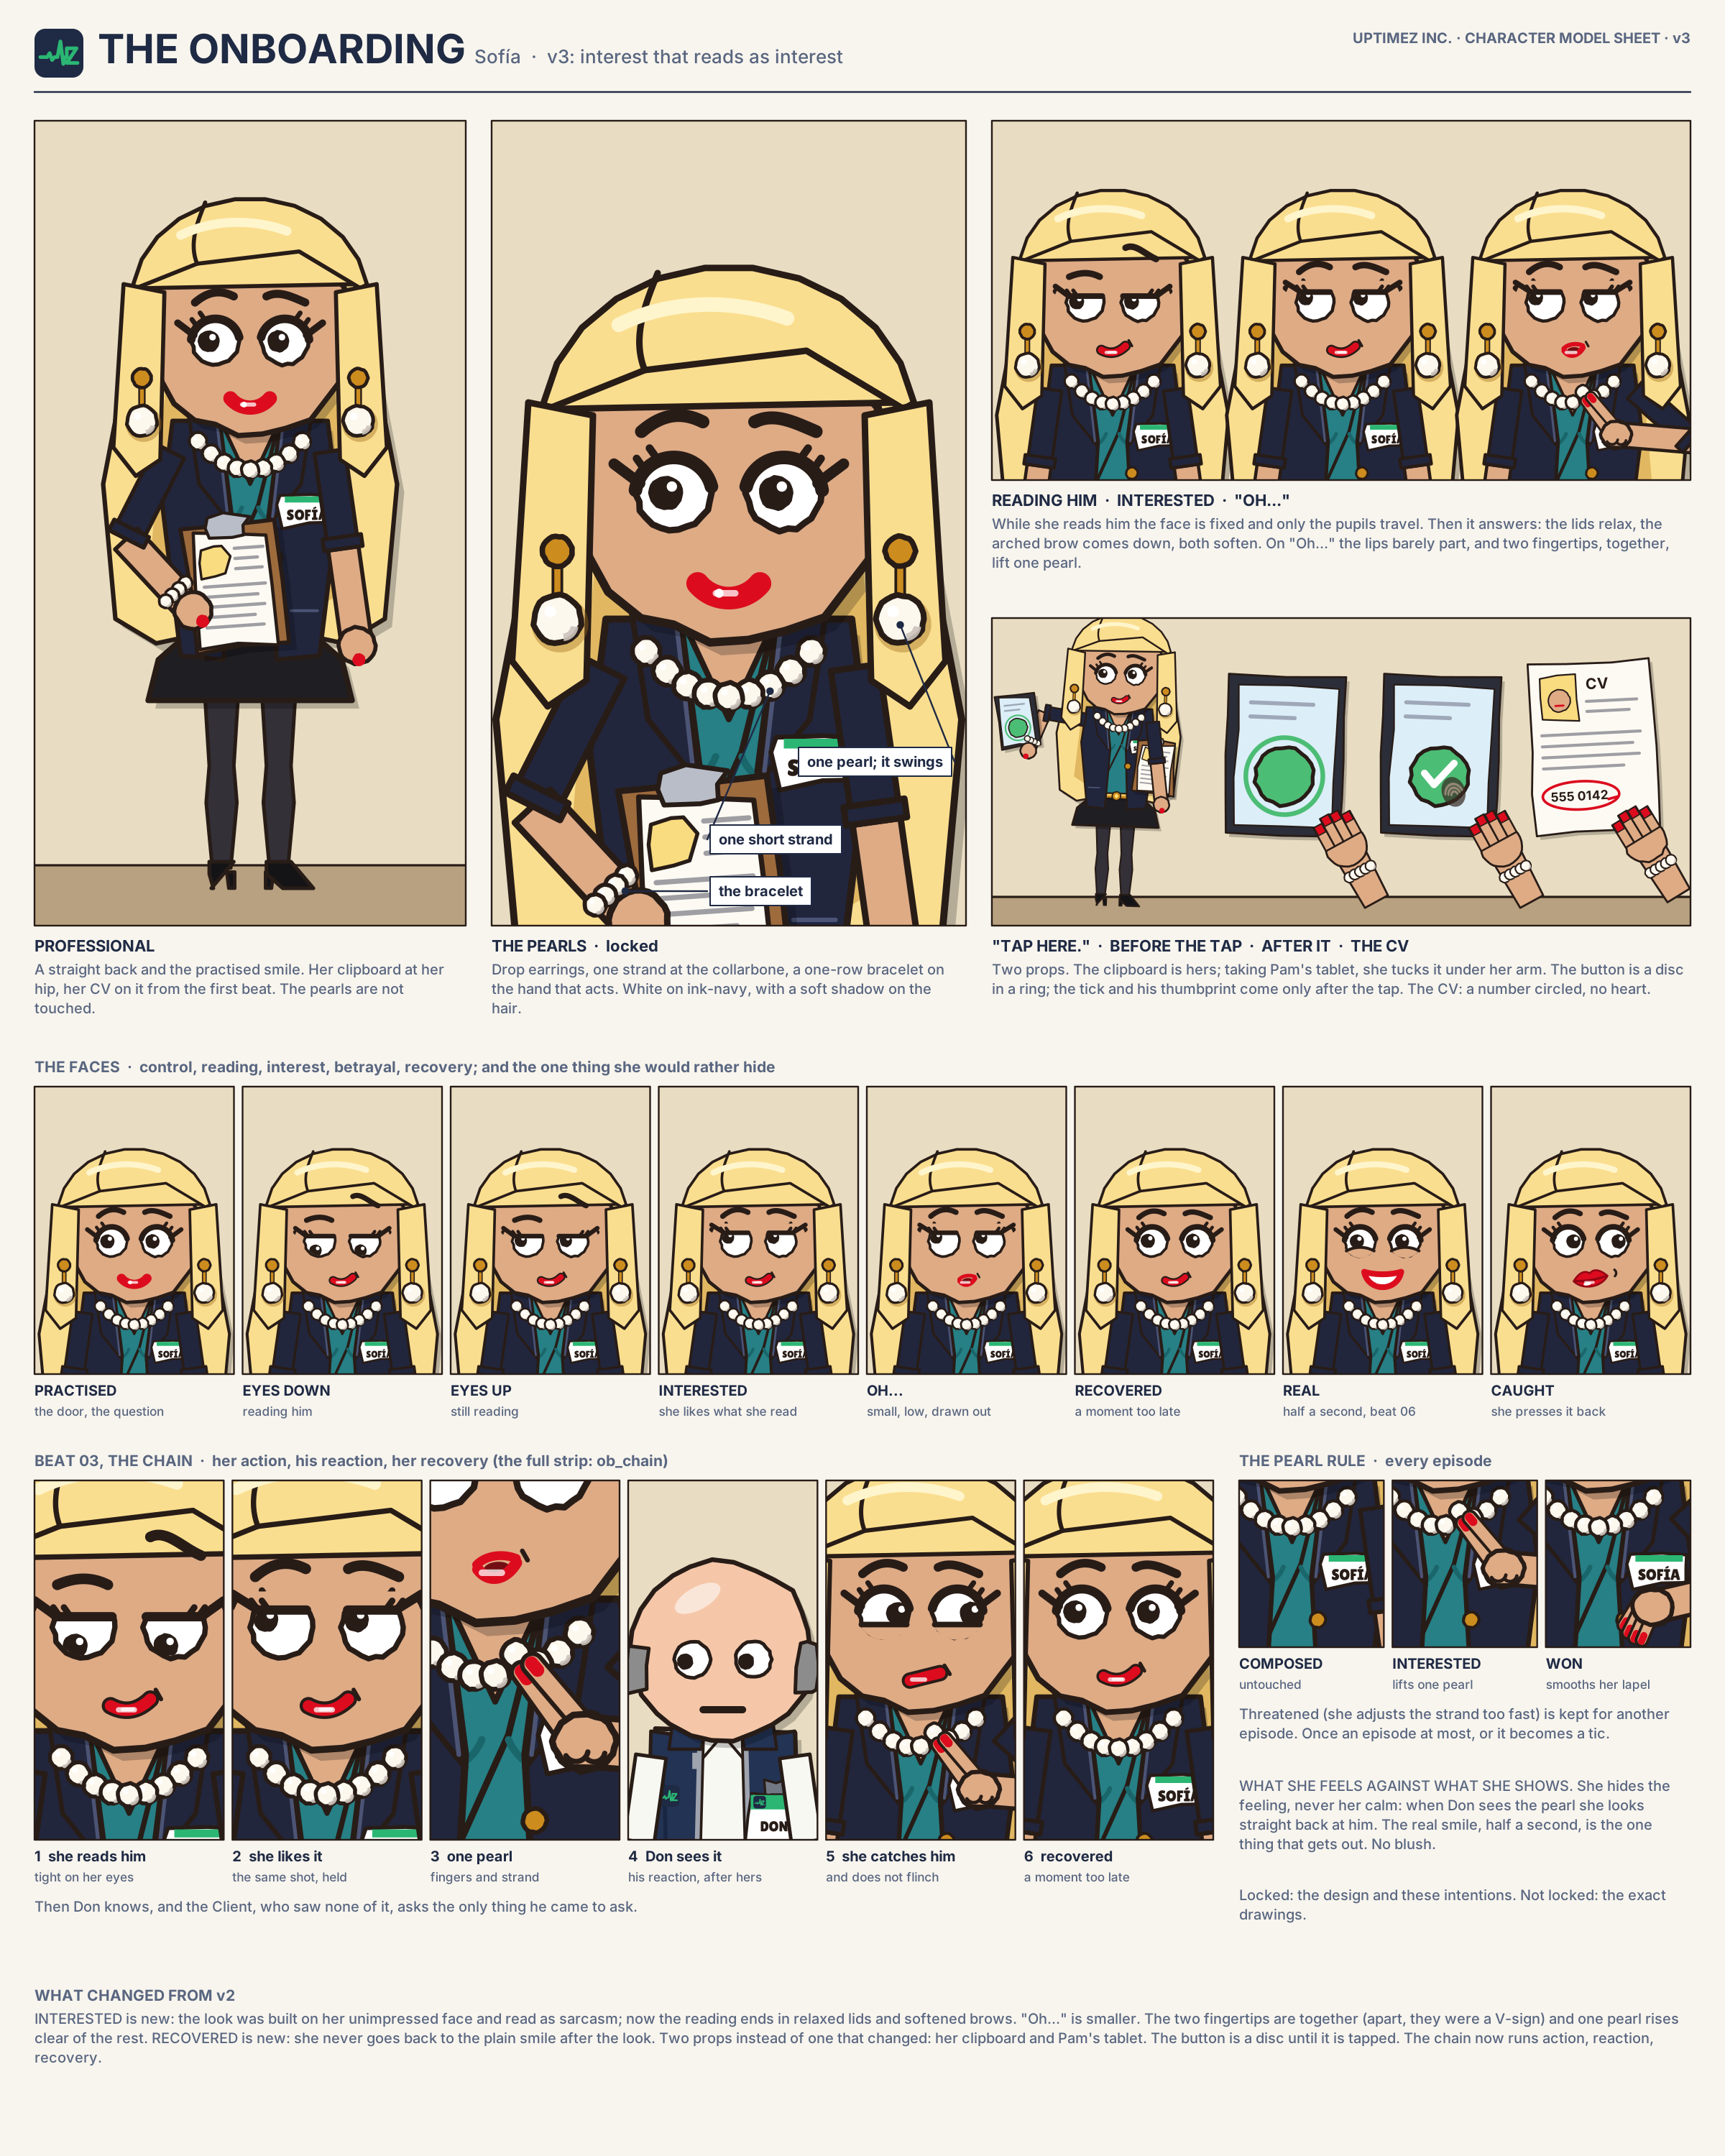 THE ONBOARDING Sofía · v3: interest that reads as interest
UPTIMEZ INC. · CHARACTER MODEL SHEET · v3
SOFÍ
PROFESSIONAL
A straight back and the practised smile. Her clipboard at her
hip, her CV on it from the first beat. The pearls are not
touched.
one pearl; it swings
one short strand
the bracelet
THE PEARLS · locked
Drop earrings, one strand at the collarbone, a one-row bracelet on
the hand that acts. White on ink-navy, with a soft shadow on the
hair.
SOFÍ
SOFÍ
SOFÍ
READING HIM · INTERESTED · "OH..."
While she reads him the face is fixed and only the pupils travel. Then it answers: the lids relax, the
arched brow comes down, both soften. On "Oh..." the lips barely part, and two fingertips, together,
lift one pearl.
CV
555 0142
"TAP HERE." · BEFORE THE TAP · AFTER IT · THE CV
Two props. The clipboard is hers; taking Pam's tablet, she tucks it under her arm. The button is a disc
in a ring; the tick and his thumbprint come only after the tap. The CV: a number circled, no heart.
THE FACES · control, reading, interest, betrayal, recovery; and the one thing she would rather hide
SOFÍ
SOFÍ
SOFÍ
SOFÍ
SOFÍ
SOFÍ
SOFÍ
SOFÍ
PRACTISED
the door, the question
EYES DOWN
reading him
EYES UP
still reading
INTERESTED
she likes what she read
OH...
small, low, drawn out
RECOVERED
a moment too late
REAL
half a second, beat 06
CAUGHT
she presses it back
BEAT 03, THE CHAIN · her action, his reaction, her recovery (the full strip: ob_chain)
DON
SOFÍ
1 she reads him
tight on her eyes
2 she likes it
the same shot, held
3 one pearl
fingers and strand
4 Don sees it
his reaction, after hers
5 she catches him
and does not flinch
6 recovered
a moment too late
Then Don knows, and the Client, who saw none of it, asks the only thing he came to ask.
THE PEARL RULE · every episode
SOFÍ
SOFÍA
COMPOSED
untouched
INTERESTED
lifts one pearl
WON
smooths her lapel
Threatened (she adjusts the strand too fast) is kept for another
episode. Once an episode at most, or it becomes a tic.
WHAT SHE FEELS AGAINST WHAT SHE SHOWS. She hides the
feeling, never her calm: when Don sees the pearl she looks
straight back at him. The real smile, half a second, is the one
thing that gets out. No blush.
Locked: the design and these intentions. Not locked: the exact
drawings.
WHAT CHANGED FROM v2
INTERESTED is new: the look was built on her unimpressed face and read as sarcasm; now the reading ends in relaxed lids and softened brows. "Oh..." is smaller. The two fingertips are together (apart, they were a V-sign) and one pearl rises
clear of the rest. RECOVERED is new: she never goes back to the plain smile after the look. Two props instead of one that changed: her clipboard and Pam's tablet. The button is a disc until it is tapped. The chain now runs action, reaction,
recovery.